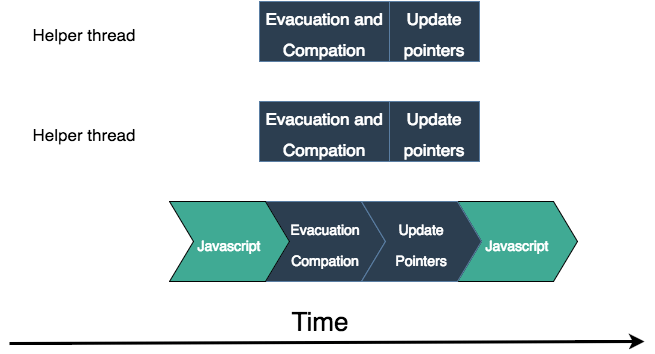 Helper thread
Evacuation and
Compation
Update
pointers
Helper thread
Evacuation and
Compation
Update
pointers
Javascript
Evacuation
Compation
Update
Pointers
Javascript
Time